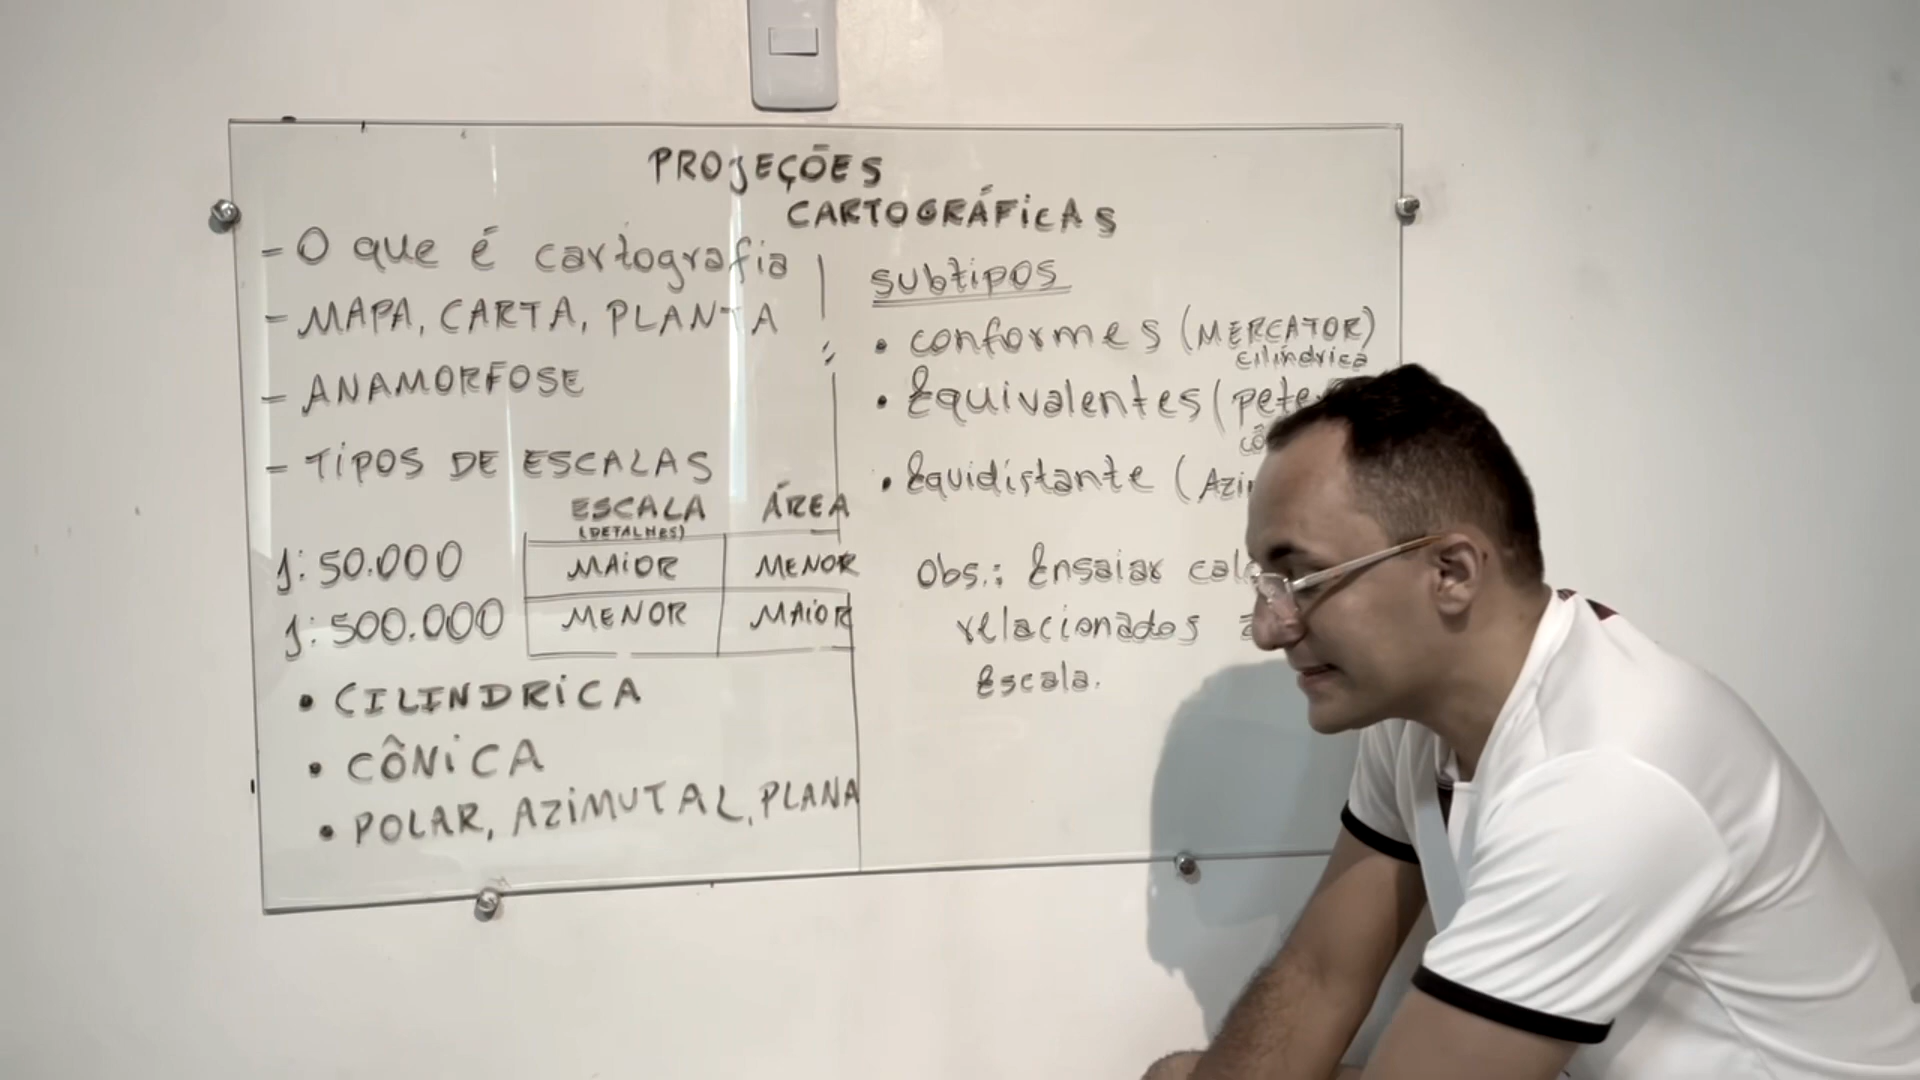 PROJEÇÕES
CARTOGRÁFICAS
- O que é cartografia
- MAPA, CARTA, PLANTA
- ANAMORFOSE
- TIPOS DE ESCALAS
ESCALA ÁREA
(DETALHES)
1:50.000 MAIOR MENOR
1:500.000 MENOR MAIOR
• CILINDRICA
• CÔNICA
• POLAR, AZIMUTAL, PLANA
subtipos
• conformes (MERCATOR)
cilíndrica
• Equivalentes (
• Equidistante (
Obs.: Ensaiar
relacionados
Escala.